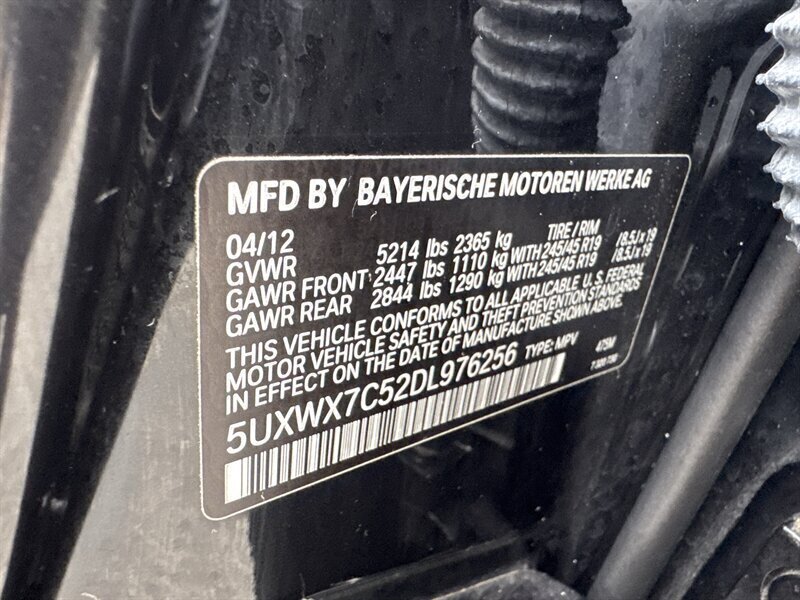 MFD BY BAYERISCHE MOTOREN WERKE AG
04/12 TIRE / RIM
GVWR 5214 lbs 2365 kg
GAWR FRONT 2447 lbs 1110 kg WITH 245/45 R19 /8.5J x 19
GAWR REAR 2844 lbs 1290 kg WITH 245/45 R19 /8.5J x 19
THIS VEHICLE CONFORMS TO ALL APPLICABLE U. S. FEDERAL
MOTOR VEHICLE SAFETY AND THEFT PREVENTION STANDARDS
IN EFFECT ON THE DATE OF MANUFACTURE SHOWN ABOVE.
5UXWX7C52DL976256 TYPE: MPV 475M